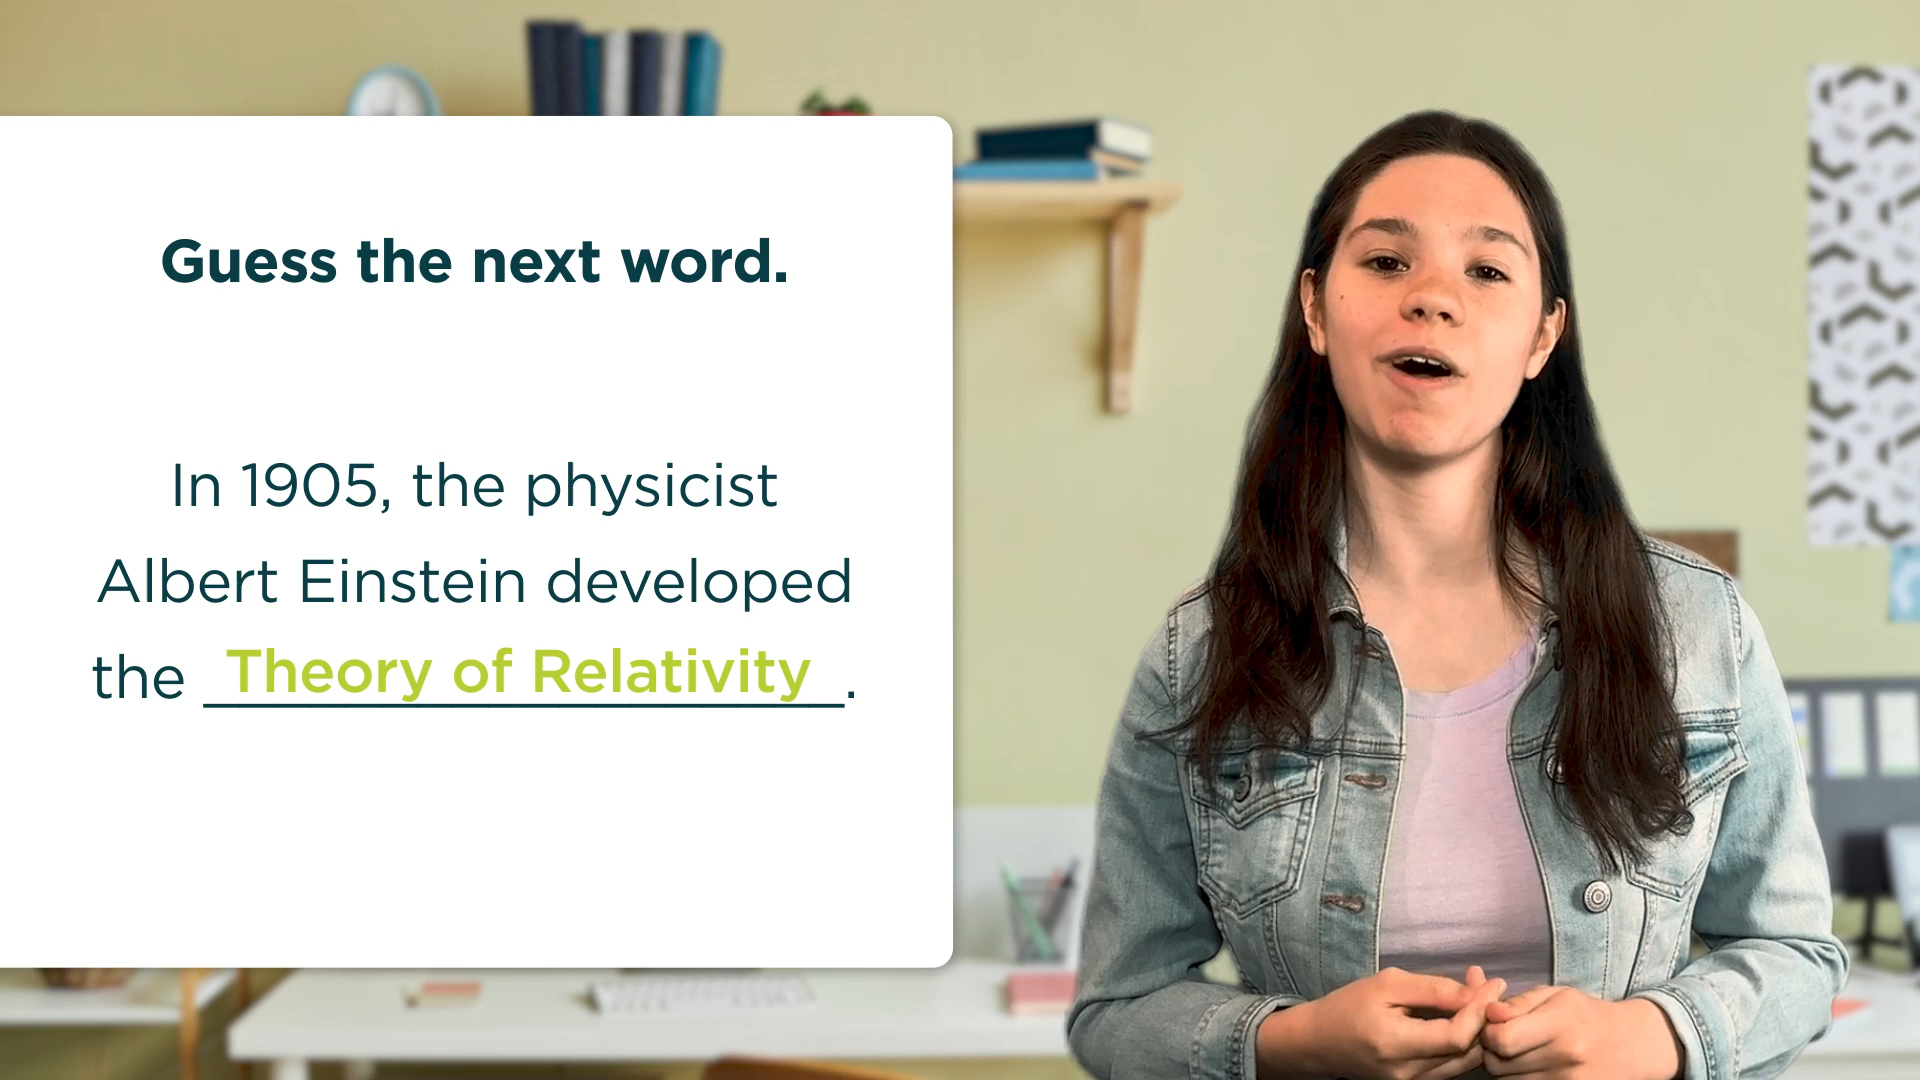 Guess the next word.
In 1905, the physicist
Albert Einstein developed
the Theory of Relativity.